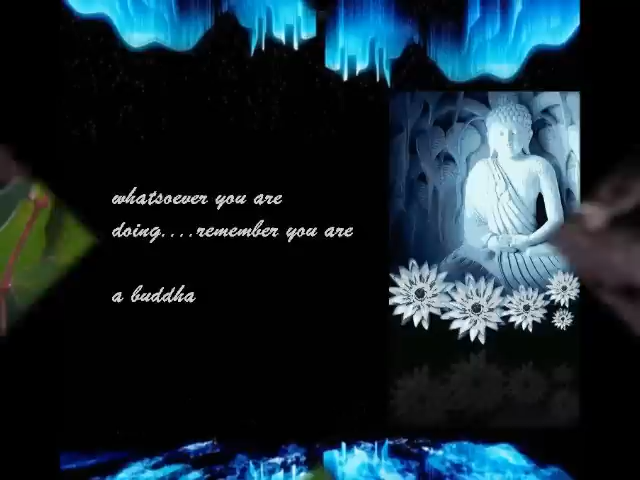 whatsoever you are
doing....remember you are
a buddha